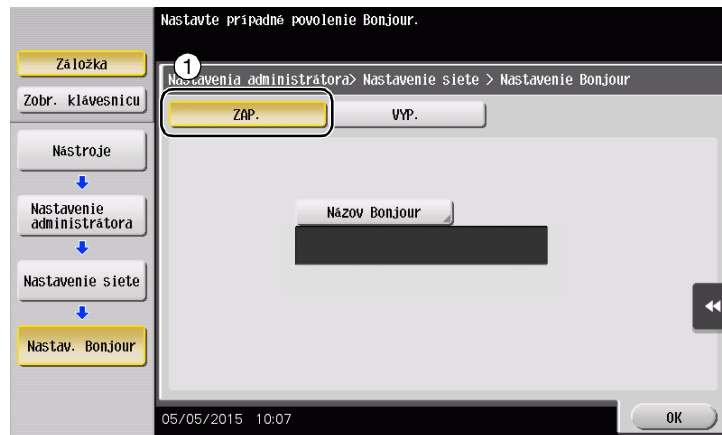 Nastavte prípadné povolenie Bonjour.
Záložka
Zobr. klávesnicu
Nástroje
Nastavenie
administrátora
Nastavenie siete
Nastav. Bonjour
1
Nastavenia administrátora> Nastavenie siete > Nastavenie Bonjour
ZAP.
VYP.
Názov Bonjour
05/05/2015 10:07
OK